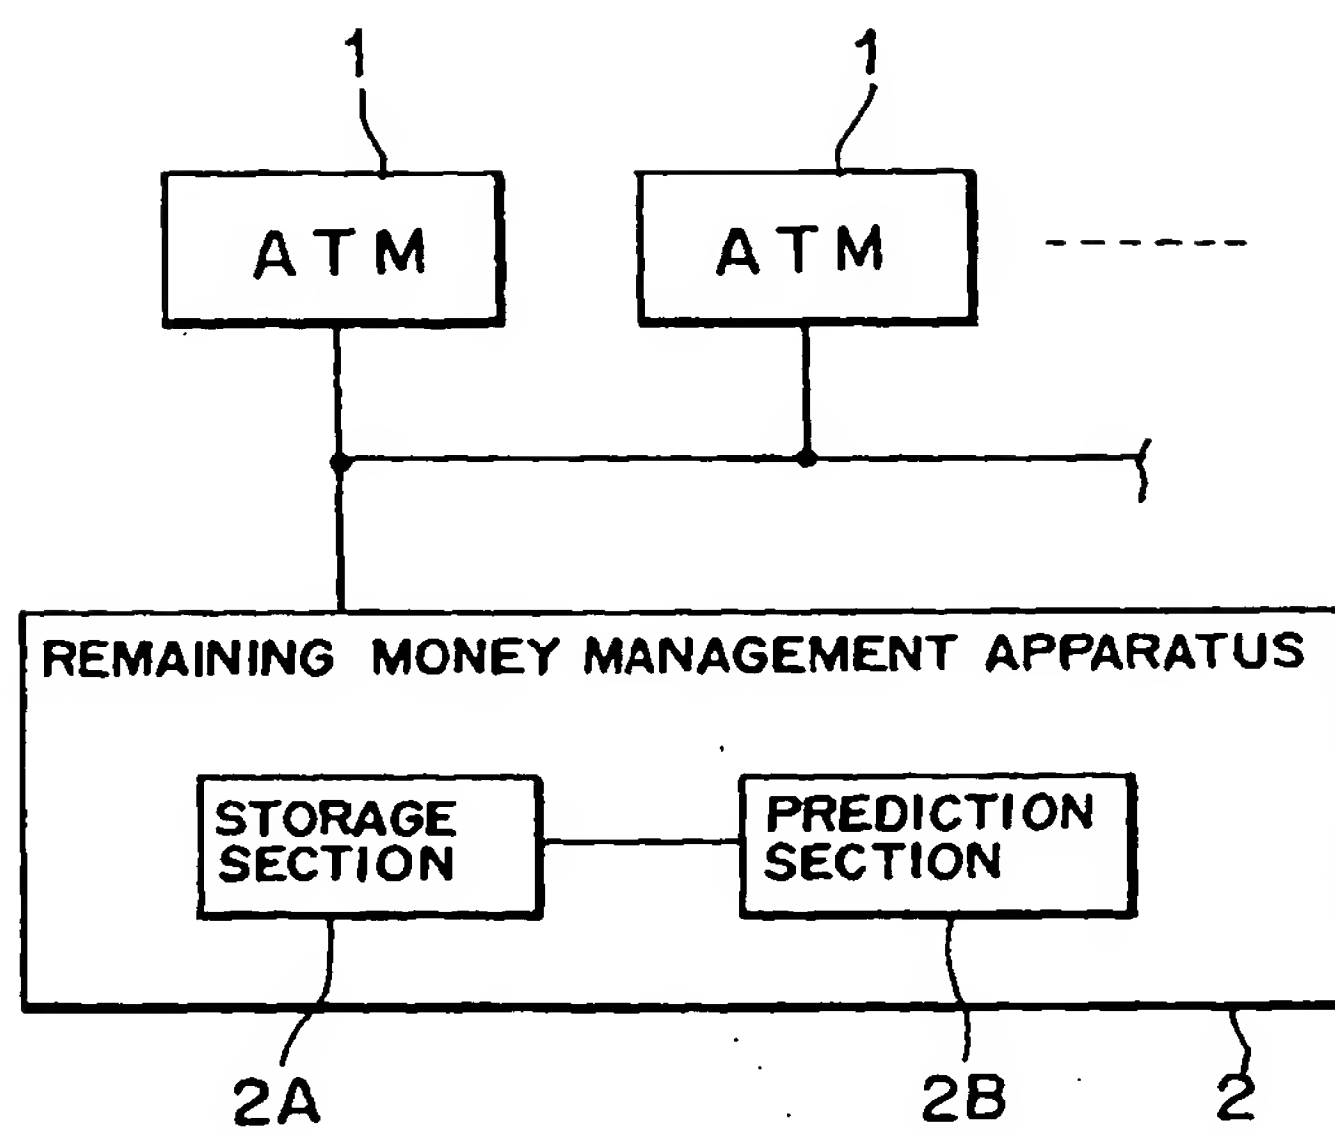 1 1
ATM ATM
REMAINING MONEY MANAGEMENT APPARATUS
STORAGE
SECTION
PREDICTION
SECTION
2A 2B 2